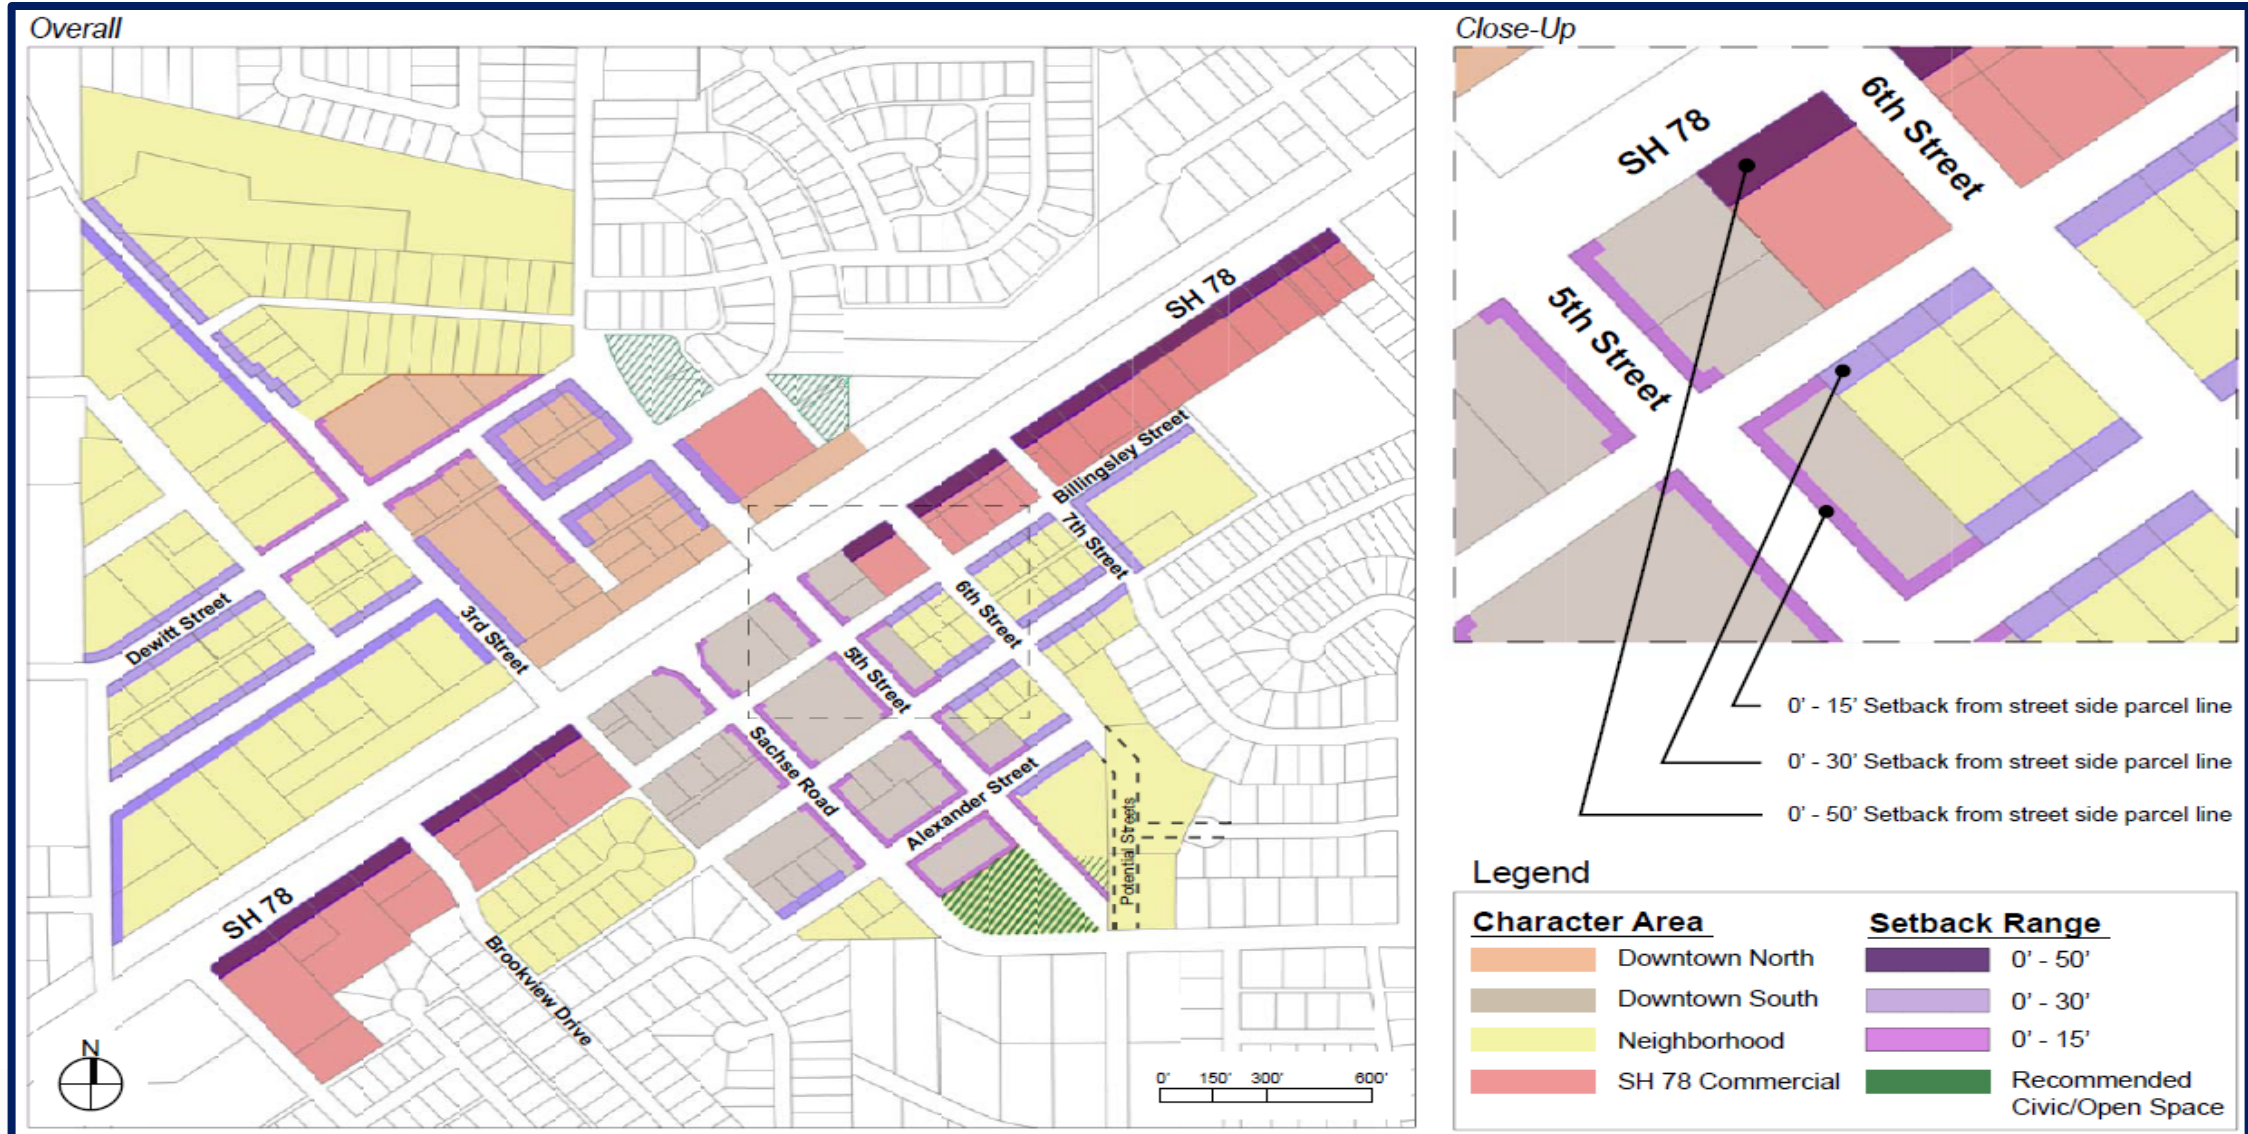 Overall
SH 78
Billingsley Street
7th Street
6th Street
5th Street
Dewitt Street
3rd Street
Sachse Road
Alexander Street
Potential Streets
SH 78
Brookview Drive
N
0' 150' 300' 600'
Close-Up
6th Street
SH 78
5th Street
0' - 15' Setback from street side parcel line
0' - 30' Setback from street side parcel line
0' - 50' Setback from street side parcel line
Legend
Character Area
Downtown North
Downtown South
Neighborhood
SH 78 Commercial
Setback Range
0' - 50'
0' - 30'
0' - 15'
Recommended
Civic/Open Space